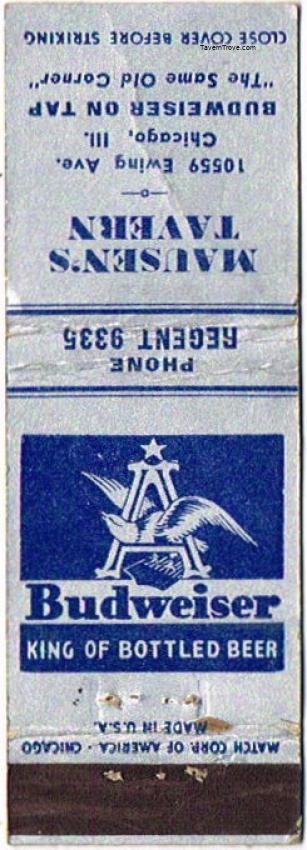 TavernTrove.com
CLOSE COVER BEFORE STRIKING
"The Same Old Corner"
BUDWEISER ON TAP
Chicago, Ill.
10559 Ewing Ave.
MAUSEN'S
TAVERN
PHONE
REGENT 9335
A
Budweiser
KING OF BOTTLED BEER
MADE IN U.S.A.
MATCH CORP. OF AMERICA · CHICAGO